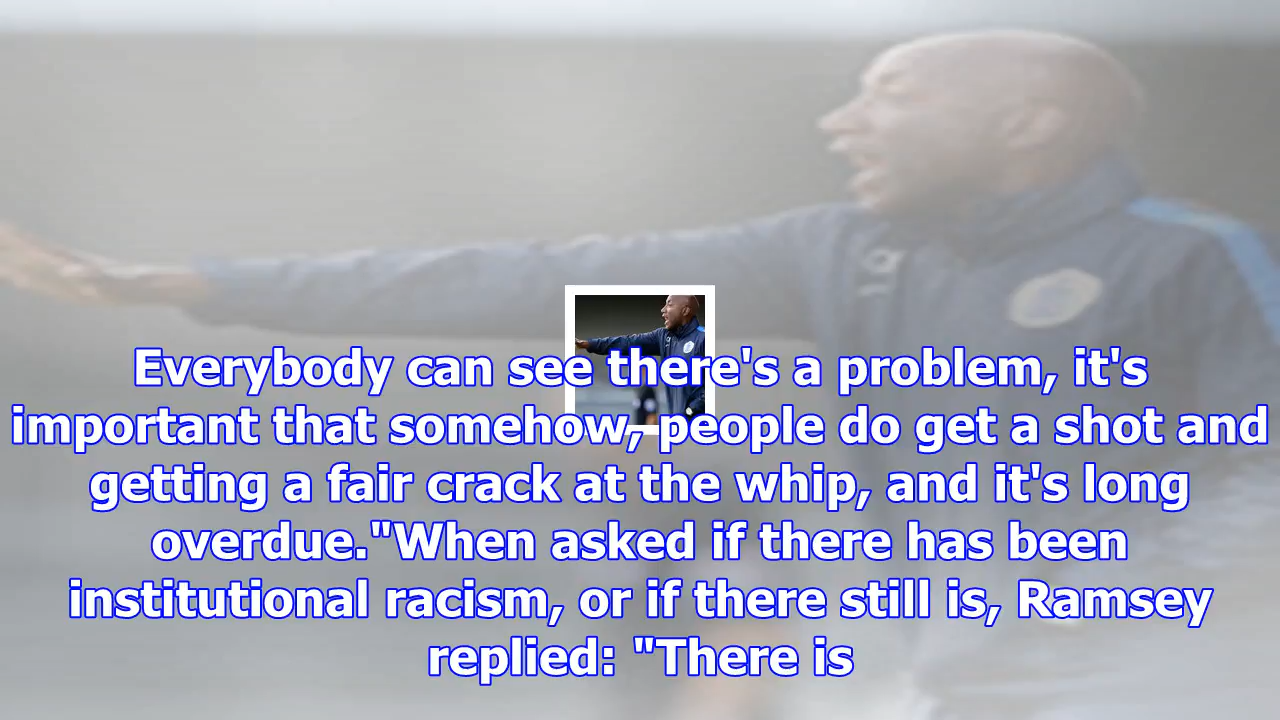 Everybody can see there's a problem, it's
important that somehow, people do get a shot and
getting a fair crack at the whip, and it's long
overdue."When asked if there has been
institutional racism, or if there still is, Ramsey
replied: "There is